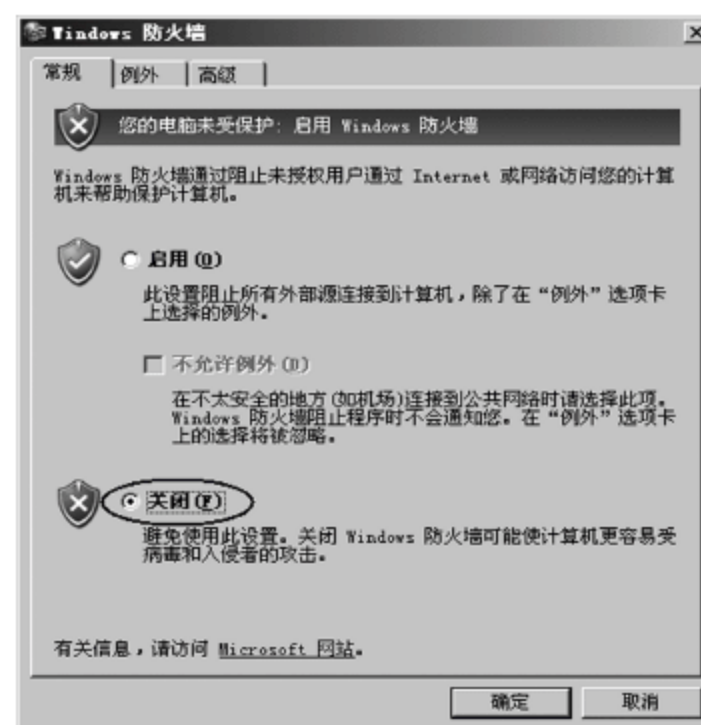 Windows 防火墙
常规 例外 高级
您的电脑未受保护: 启用 Windows 防火墙
Windows 防火墙通过阻止未授权用户通过 Internet 或网络访问您的计算
机来帮助保护计算机。
启用(O)
此设置阻止所有外部源连接到计算机，除了在“例外”选项卡
上选择的例外。
不允许例外(D)
在不太安全的地方(如机场)连接到公共网络时请选择此项。
Windows 防火墙阻止程序时不会通知您。在“例外”选项卡
上的选择将被忽略。
关闭(F)
避免使用此设置。关闭 Windows 防火墙可能使计算机更容易受
病毒和入侵者的攻击。
有关信息，请访问 Microsoft 网站。
确定 取消